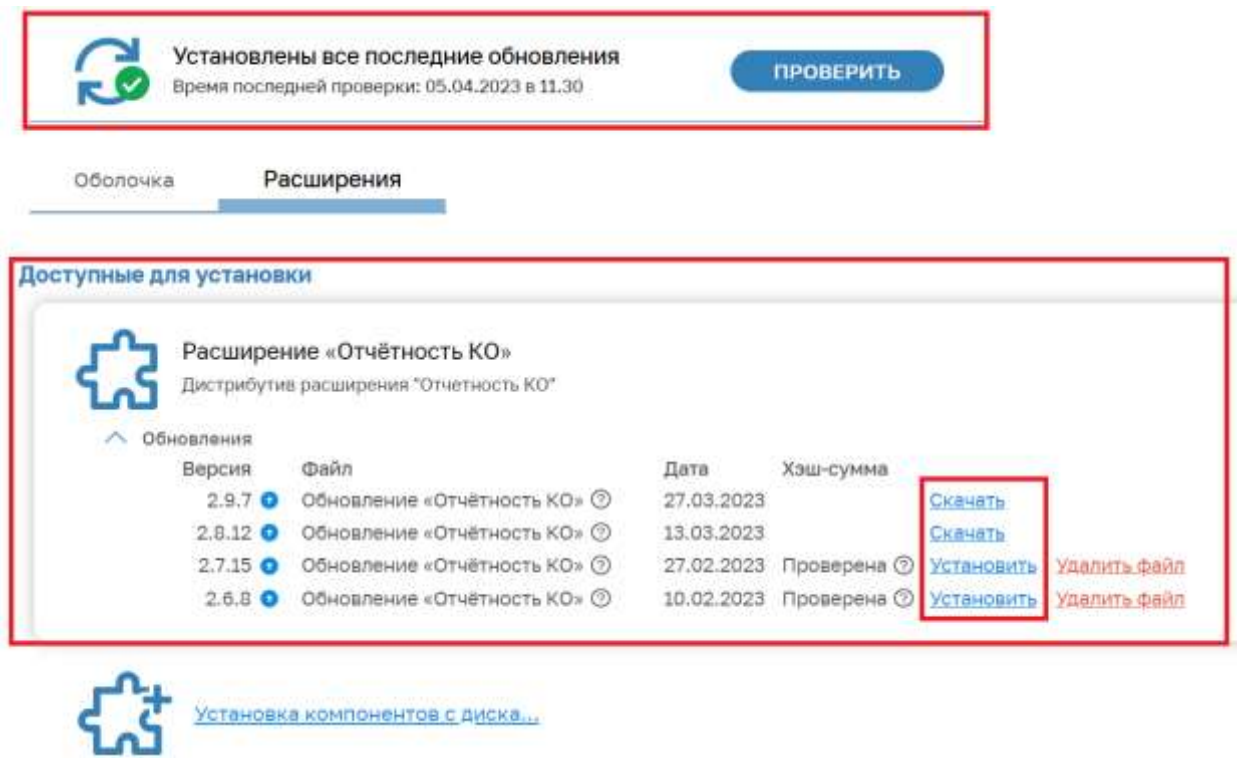 Установлены все последние обновления
Время последней проверки: 05.04.2023 в 11.30
ПРОВЕРИТЬ
Оболочка Расширения
Доступные для установки
Расширение «Отчётность КО»
Дистрибутив расширения "Отчетность КО"
Обновления
Версия Файл Дата Хэш-сумма
2.9.7 Обновление «Отчётность КО» 27.03.2023 Скачать
2.8.12 Обновление «Отчётность КО» 13.03.2023 Скачать
2.7.15 Обновление «Отчётность КО» 27.02.2023 Проверена Установить Удалить файл
2.6.8 Обновление «Отчётность КО» 10.02.2023 Проверена Установить Удалить файл
Установка компонентов с диска...